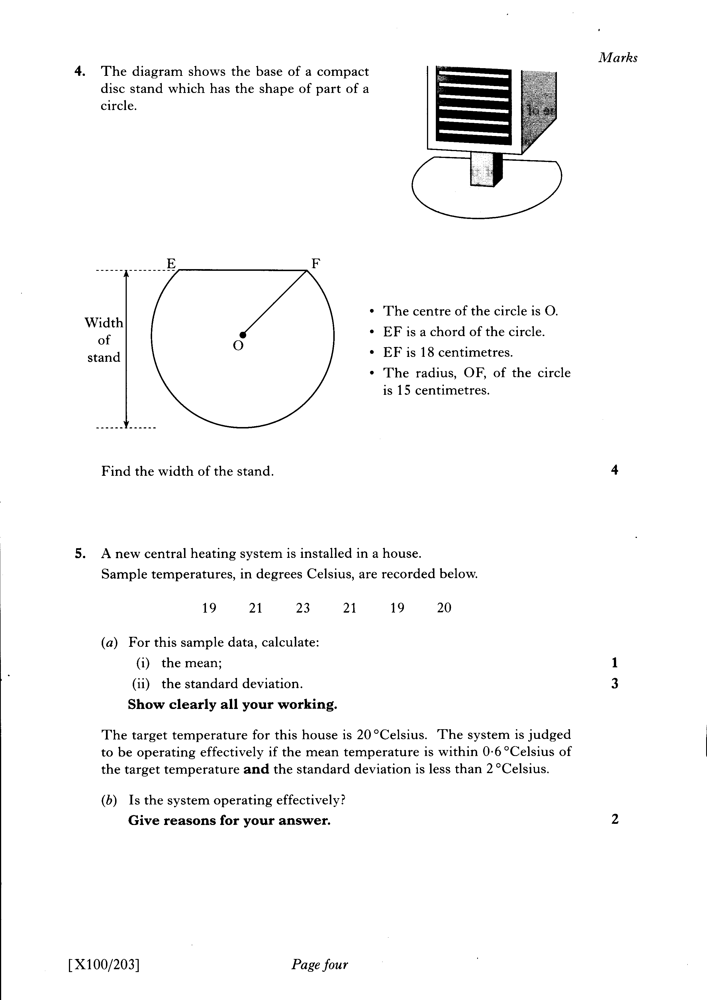 Marks
4. The diagram shows the base of a compact
disc stand which has the shape of part of a
circle.
E
F
Width
of
stand
O
• The centre of the circle is O.
• EF is a chord of the circle.
• EF is 18 centimetres.
• The radius, OF, of the circle
is 15 centimetres.
Find the width of the stand. 4
5. A new central heating system is installed in a house.
Sample temperatures, in degrees Celsius, are recorded below.
19 21 23 21 19 20
(a) For this sample data, calculate:
(i) the mean; 1
(ii) the standard deviation. 3
Show clearly all your working.
The target temperature for this house is 20 °Celsius. The system is judged
to be operating effectively if the mean temperature is within 0·6 °Celsius of
the target temperature and the standard deviation is less than 2 °Celsius.
(b) Is the system operating effectively?
Give reasons for your answer. 2
[X100/203]
Page four